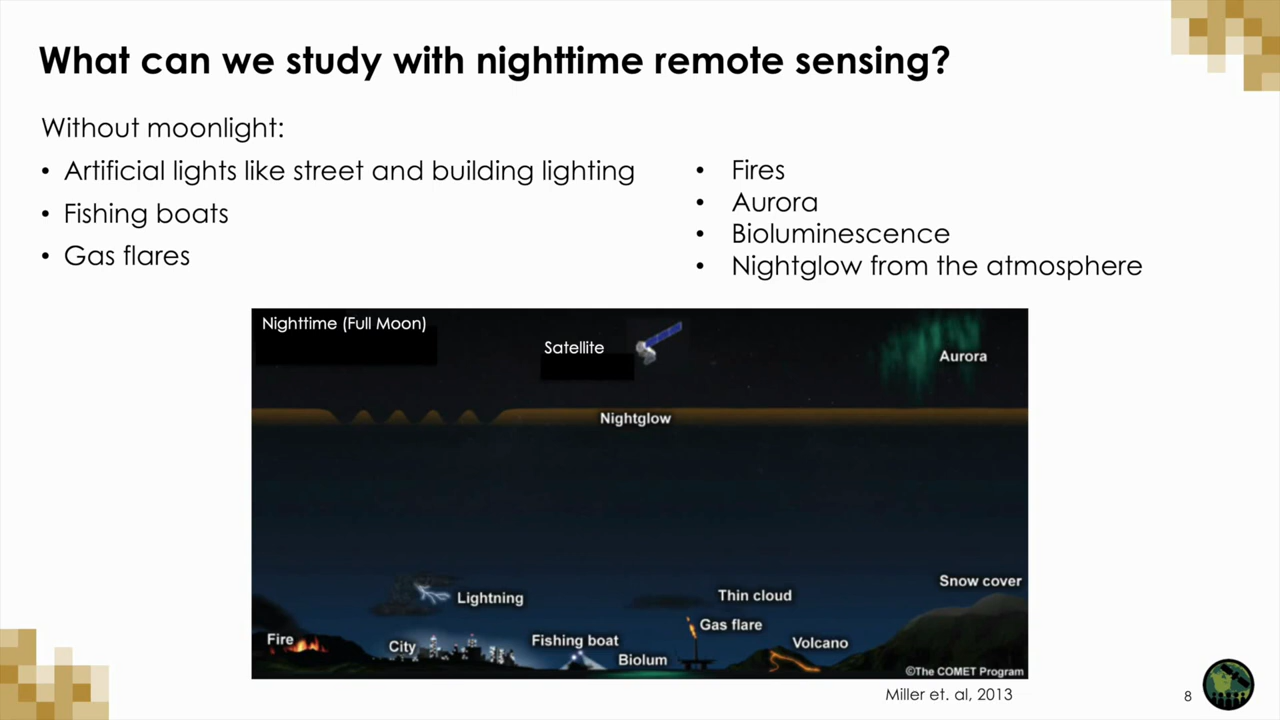 What can we study with nighttime remote sensing?
Without moonlight:
• Artificial lights like street and building lighting
• Fishing boats
• Gas flares
• Fires
• Aurora
• Bioluminescence
• Nightglow from the atmosphere
Nighttime (Full Moon)
Satellite
Aurora
Nightglow
Snow cover
Lightning
Thin cloud
Gas flare
Fire
City
Fishing boat
Volcano
Biolum
©The COMET Program
Miller et. al, 2013
8